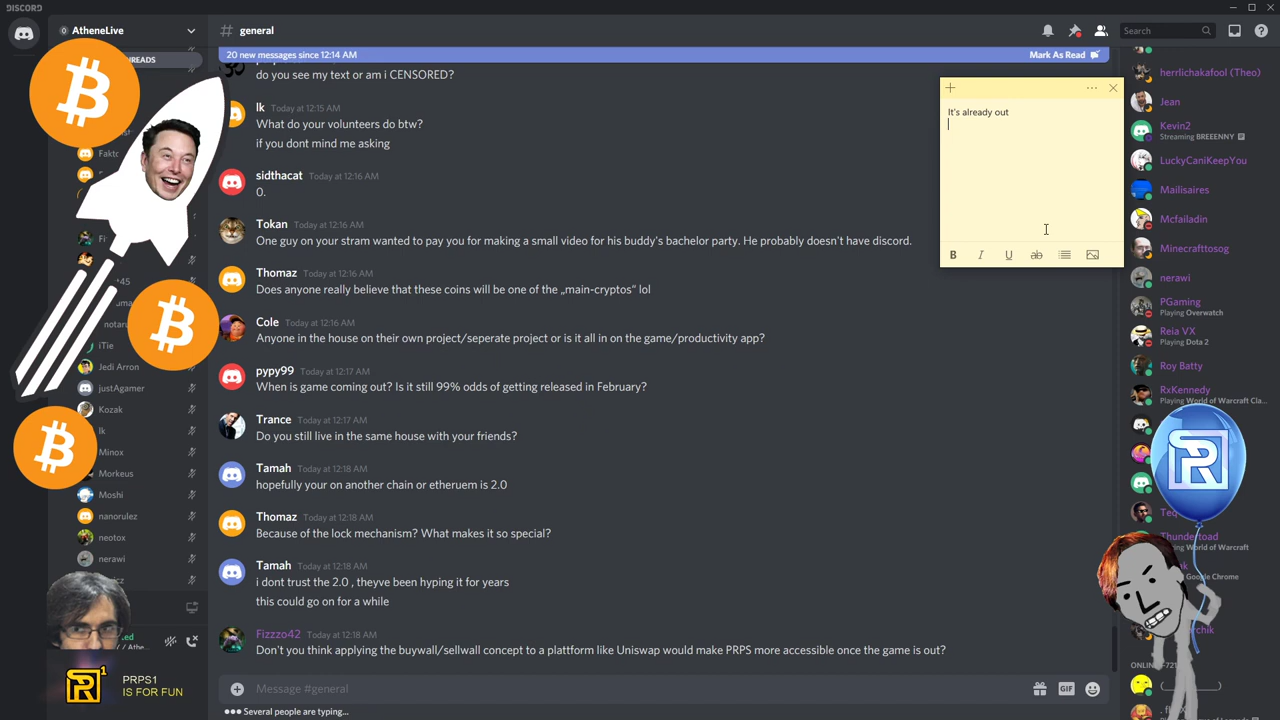 DISCORD
AtheneLive
general
Search
20 new messages since 12:14 AM
Mark As Read
do you see my text or am i CENSORED?
lk Today at 12:15 AM
What do your volunteers do btw?
if you dont mind me asking
sidthacat Today at 12:16 AM
0.
Tokan Today at 12:16 AM
One guy on your stram wanted to pay you for making a small video for his buddy's bachelor party. He probably doesn't have discord.
Thomaz Today at 12:16 AM
Does anyone really believe that these coins will be one of the „main-cryptos“ lol
Cole Today at 12:16 AM
Anyone in the house on their own project/seperate project or is it all in on the game/productivity app?
pypy99 Today at 12:17 AM
When is game coming out? Is it still 99% odds of getting released in February?
Trance Today at 12:17 AM
Do you still live in the same house with your friends?
Tamah Today at 12:18 AM
hopefully your on another chain or etheruem is 2.0
Thomaz Today at 12:18 AM
Because of the lock mechanism? What makes it so special?
Tamah Today at 12:18 AM
i dont trust the 2.0 , theyve been hyping it for years
this could go on for a while
Fizzzo42 Today at 12:18 AM
Don't you think applying the buywall/sellwall concept to a plattform like Uniswap would make PRPS more accessible once the game is out?
Message #general
GIF
Several people are typing...
It's already out
B I U ab
iTie
Jedi Arron
justAgamer
Kozak
lk
Minox
Morkeus
Moshi
nanorulez
neotox
nerawi
PRPS1
IS FOR FUN
herrlichakafool (Theo)
Jean
Kevin2
Streaming BREEENNY
LuckyCaniKeepYou
Mailisaires
Mcfailadin
Minecrafttosog
nerawi
PGaming
Playing Overwatch
Reia VX
Playing Dota 2
Roy Batty
RxKennedy
Playing World of Warcraft Cla...
Thundertoad
World of Warcraft
Google Chrome